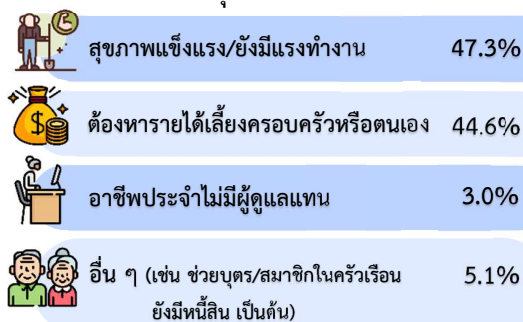 สุขภาพแข็งแรง/ยังมีแรงทำงาน 47.3%
ต้องหารายได้เลี้ยงครอบครัวหรือตนเอง 44.6%
อาชีพประจำไม่มีผู้ดูแลแทน 3.0%
อื่น ๆ (เช่น ช่วยบุตร/สมาชิกในครัวเรือน 5.1%
ยังมีหนี้สิน เป็นต้น)